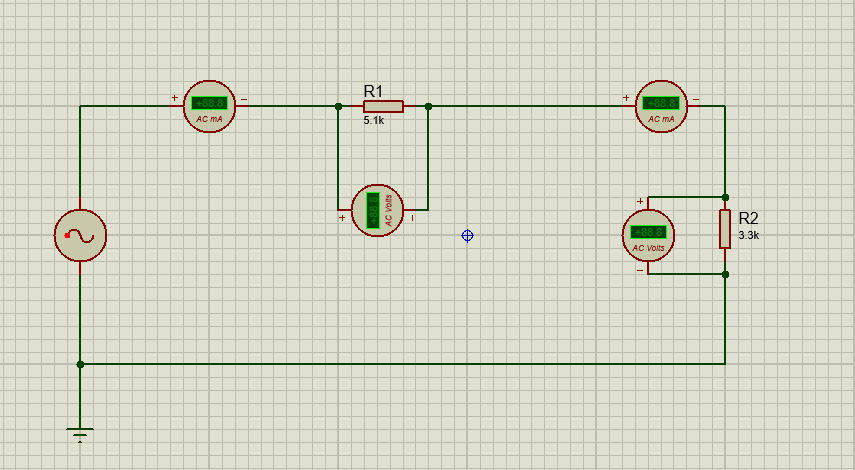 R1
5.1k
+88.8
AC mA
+88.8
AC mA
+88.8
AC Volts
+88.8
AC Volts
R2
3.3k